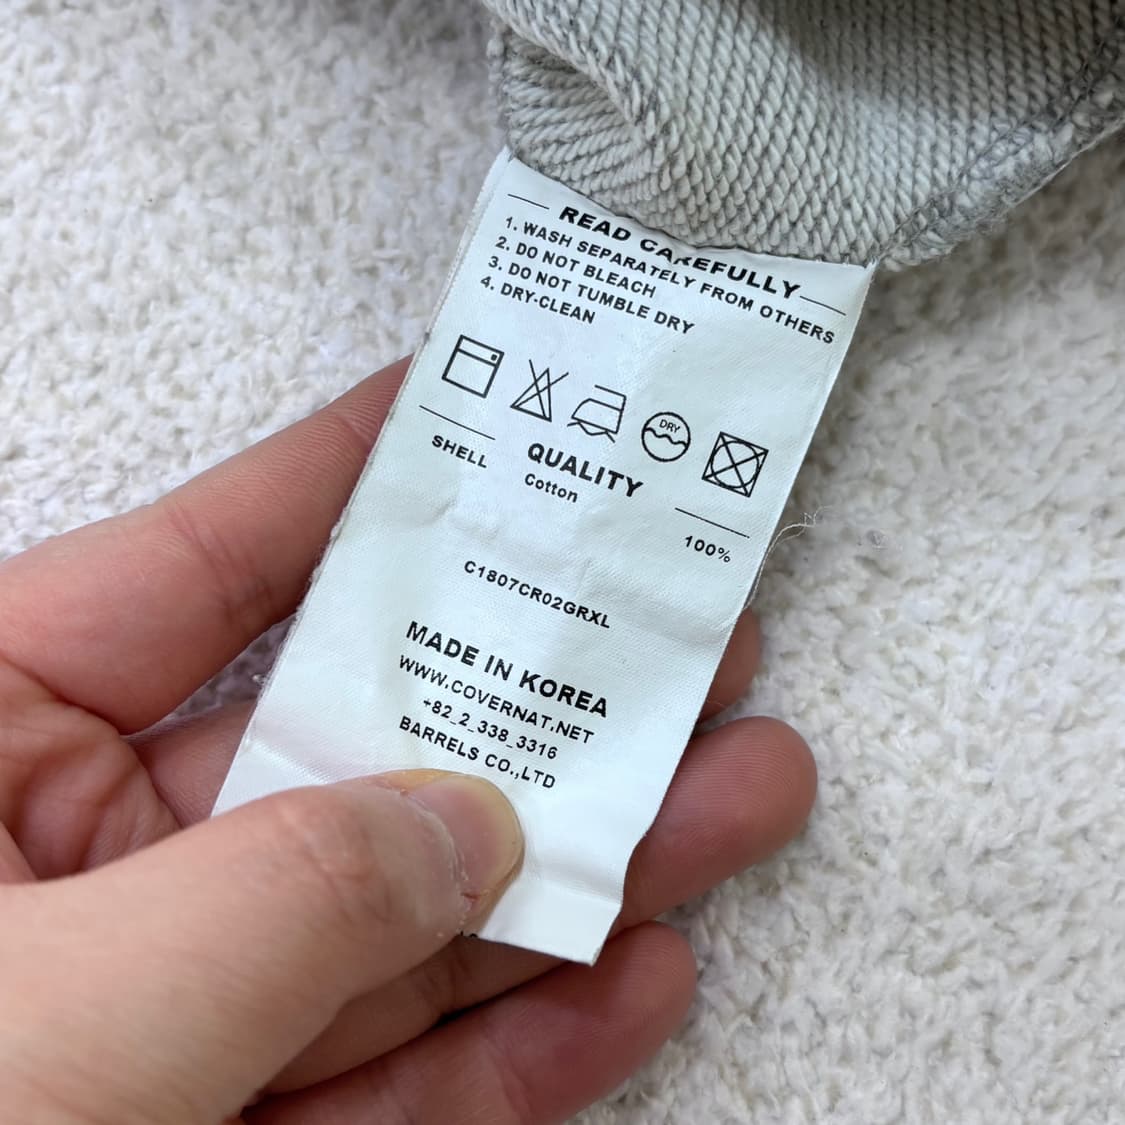 READ CAREFULLY
1. WASH SEPARATELY FROM OTHERS
2. DO NOT BLEACH
3. DO NOT TUMBLE DRY
4. DRY-CLEAN
DRY
SHELL QUALITY
Cotton 100%
C1807CR02GRXL
MADE IN KOREA
WWW.COVERNAT.NET
+82_2_338_3316
BARRELS CO.,LTD